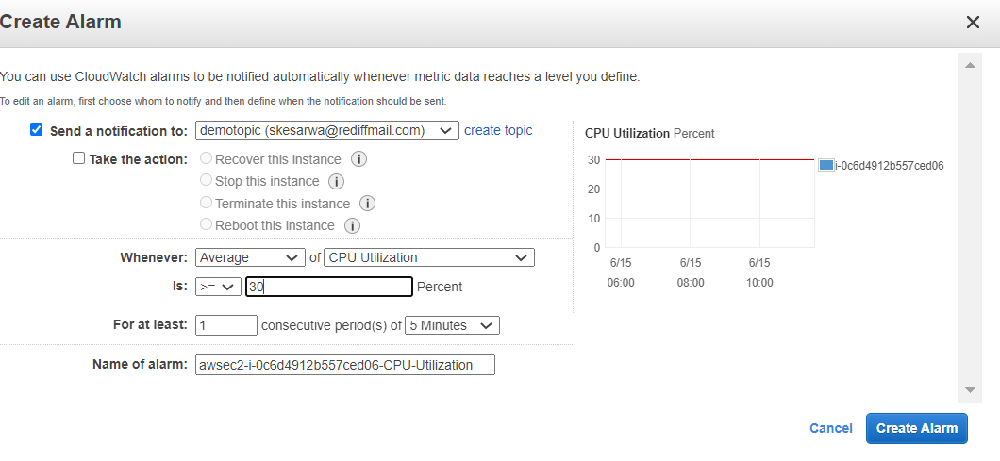 Create Alarm
You can use CloudWatch alarms to be notified automatically whenever metric data reaches a level you define.
To edit an alarm, first choose whom to notify and then define when the notification should be sent.
Send a notification to: demotopic (skesarwa@rediffmail.com) create topic
Take the action: Recover this instance i
Stop this instance i
Terminate this instance i
Reboot this instance i
Whenever: Average of CPU Utilization
Is: >= 30 Percent
For at least: 1 consecutive period(s) of 5 Minutes
Name of alarm: awsec2-i-0c6d4912b557ced06-CPU-Utilization
CPU Utilization Percent
30
20
10
0
6/15 6/15 6/15
06:00 08:00 10:00
i-0c6d4912b557ced06
Cancel Create Alarm